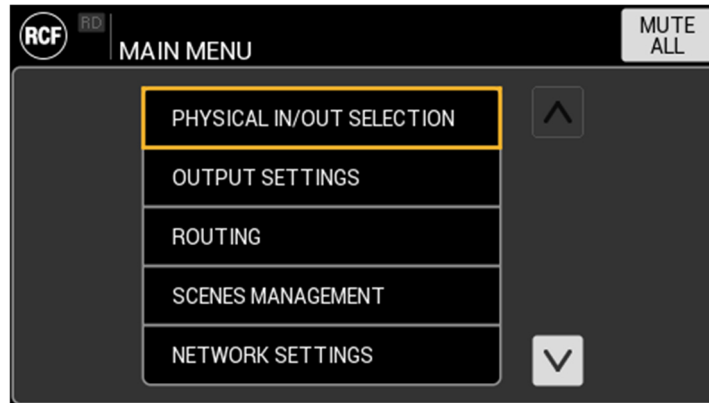 RCF
RD
MAIN MENU
MUTE
ALL
PHYSICAL IN/OUT SELECTION
OUTPUT SETTINGS
ROUTING
SCENES MANAGEMENT
NETWORK SETTINGS